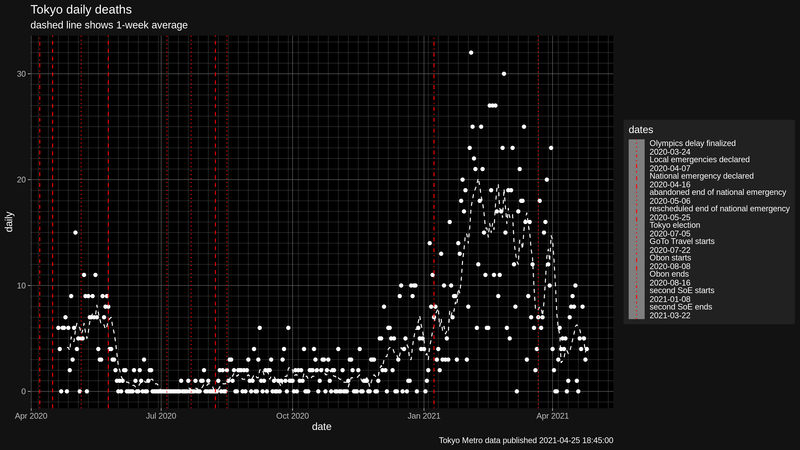 Tokyo daily deaths
dashed line shows 1-week average
30
20
10
0
daily
Apr 2020
Jul 2020
Oct 2020
Jan 2021
Apr 2021
date
dates
Olympics delay finalized
2020-03-24
Local emergencies declared
2020-04-07
National emergency declared
2020-04-16
abandoned end of national emergency
2020-05-06
rescheduled end of national emergency
2020-05-25
Tokyo election
2020-07-05
GoTo Travel starts
2020-07-22
Obon starts
2020-08-08
Obon ends
2020-08-16
second SoE starts
2021-01-08
second SoE ends
2021-03-22
Tokyo Metro data published 2021-04-25 18:45:00